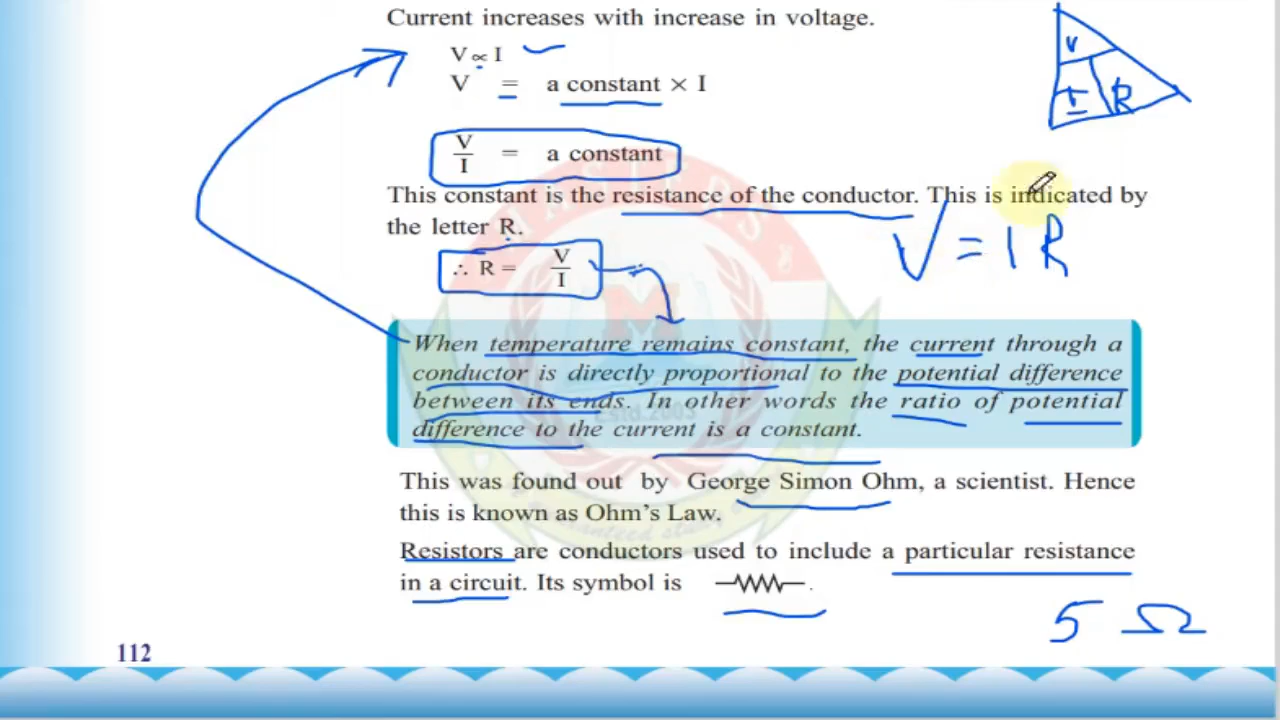 Current increases with increase in voltage.
V ∝ I
V = a constant × I
V/I = a constant
This constant is the resistance of the conductor. This is indicated by
the letter R.
∴ R = V/I
V = I R
V
I R
When temperature remains constant, the current through a
conductor is directly proportional to the potential difference
between its ends. In other words the ratio of potential
difference to the current is a constant.
This was found out by George Simon Ohm, a scientist. Hence
this is known as Ohm's Law.
Resistors are conductors used to include a particular resistance
in a circuit. Its symbol is .
5 Ω
112